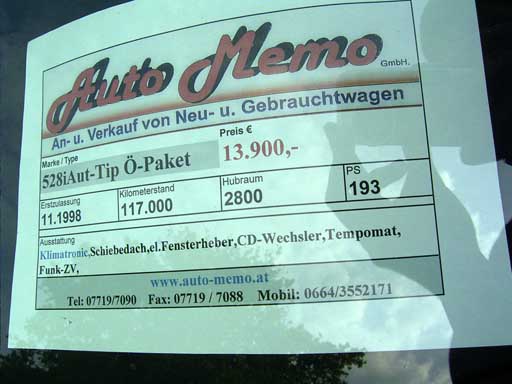 Auto Memo GmbH.
An- u. Verkauf von Neu- u. Gebrauchtwagen
Marke / Type Preis €
528iAut-Tip Ö-Paket 13.900,-
Erstzulassung Kilometerstand Hubraum PS
11.1998 117.000 2800 193
Ausstattung
Klimatronic,Schiebedach,el.Fensterheber,CD-Wechsler,Tempomat,
Funk-ZV,
www.auto-memo.at
Tel: 07719/7090 Fax: 07719 / 7088 Mobil: 0664/3552171